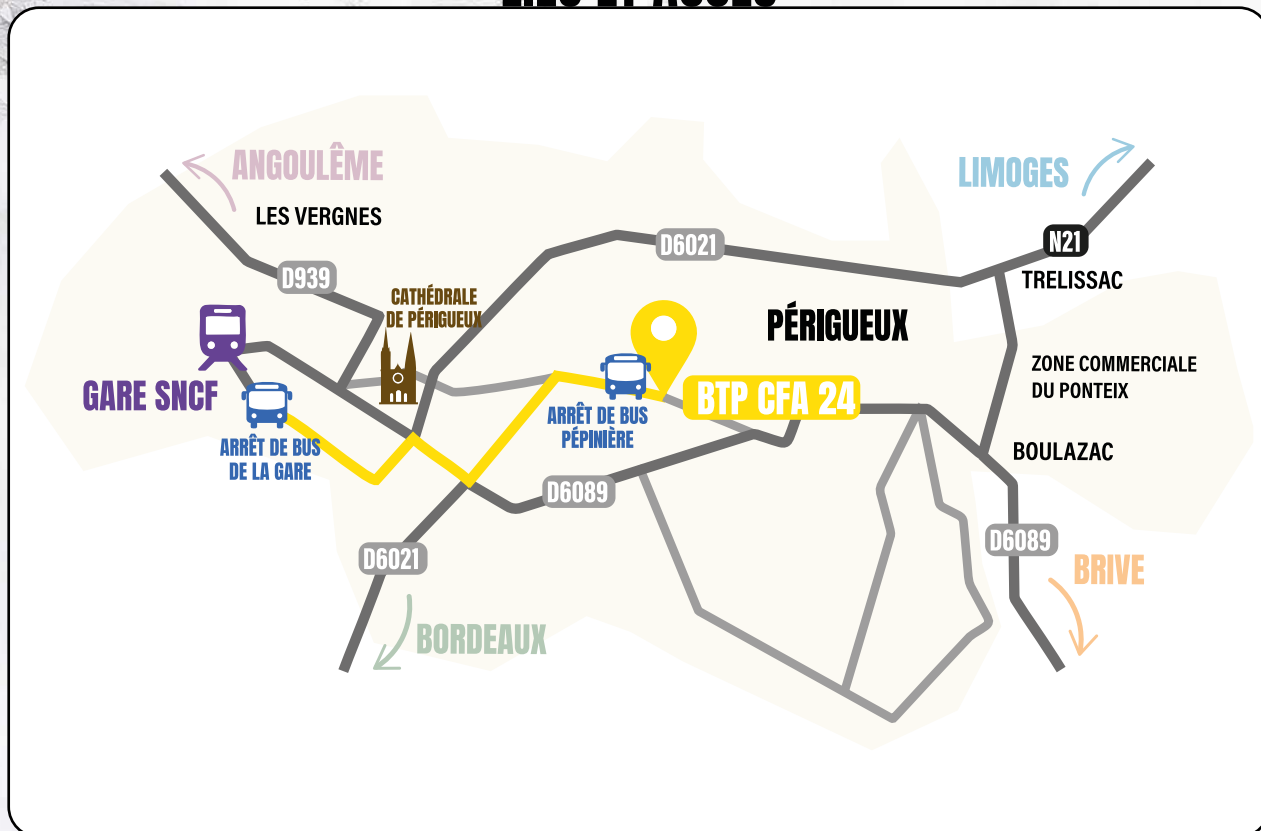 ANGOULÊME
LIMOGES
LES VERGNES
D6021
N21
D939
TRELISSAC
CATHÉDRALE
DE PÉRIGUEUX
PÉRIGUEUX
ZONE COMMERCIALE
DU PONTEIX
GARE SNCF
BTP CFA 24
ARRÊT DE BUS
PÉPINIÈRE
ARRÊT DE BUS
DE LA GARE
BOULAZAC
D6089
D6021
D6089
BRIVE
BORDEAUX